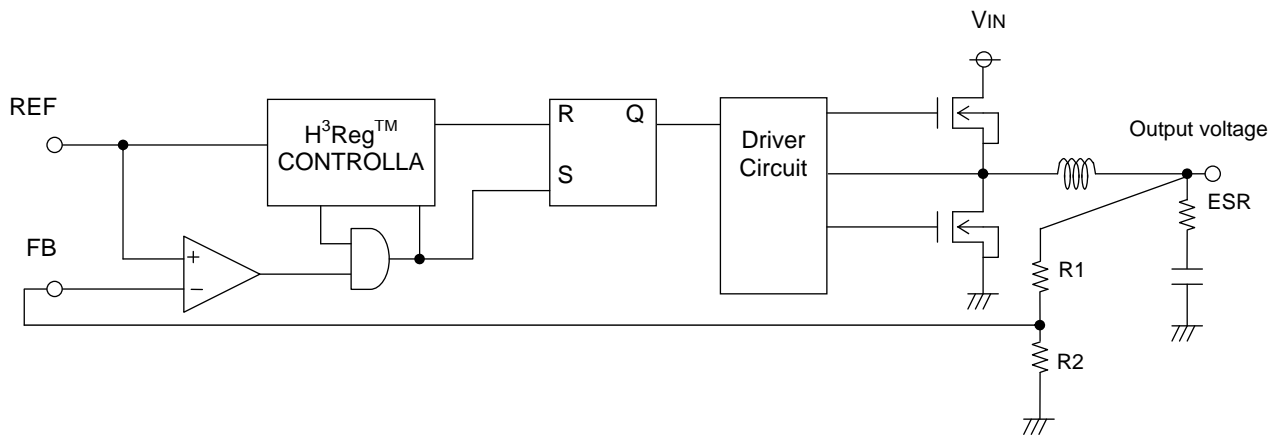 VIN
REF
H³Reg™
CONTROLLA
R
Q
S
Driver
Circuit
Output voltage
ESR
FB
+
−
R1
R2